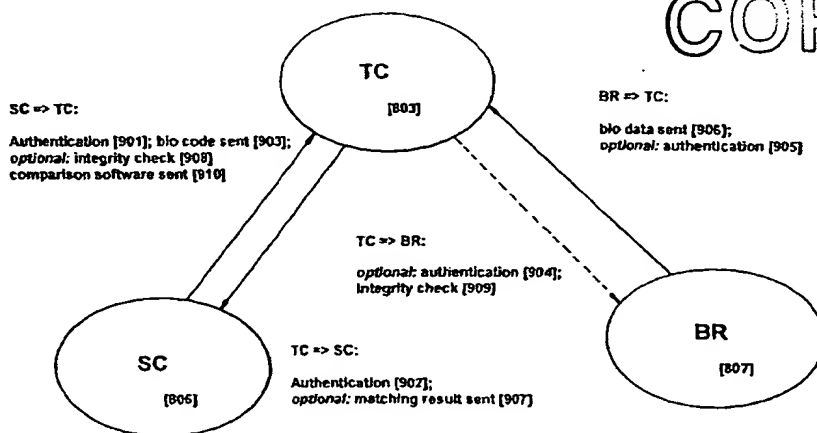 TC
[803]
SC => TC:
Authentication [901]; bio code sent [903];
optional: integrity check [908]
comparison software sent [910]
BR => TC:
bio data sent [906];
optional: authentication [905]
TC => BR:
optional: authentication [904];
integrity check [909]
SC
[806]
TC => SC:
Authentication [902];
optional: matching result sent [907]
BR
[807]